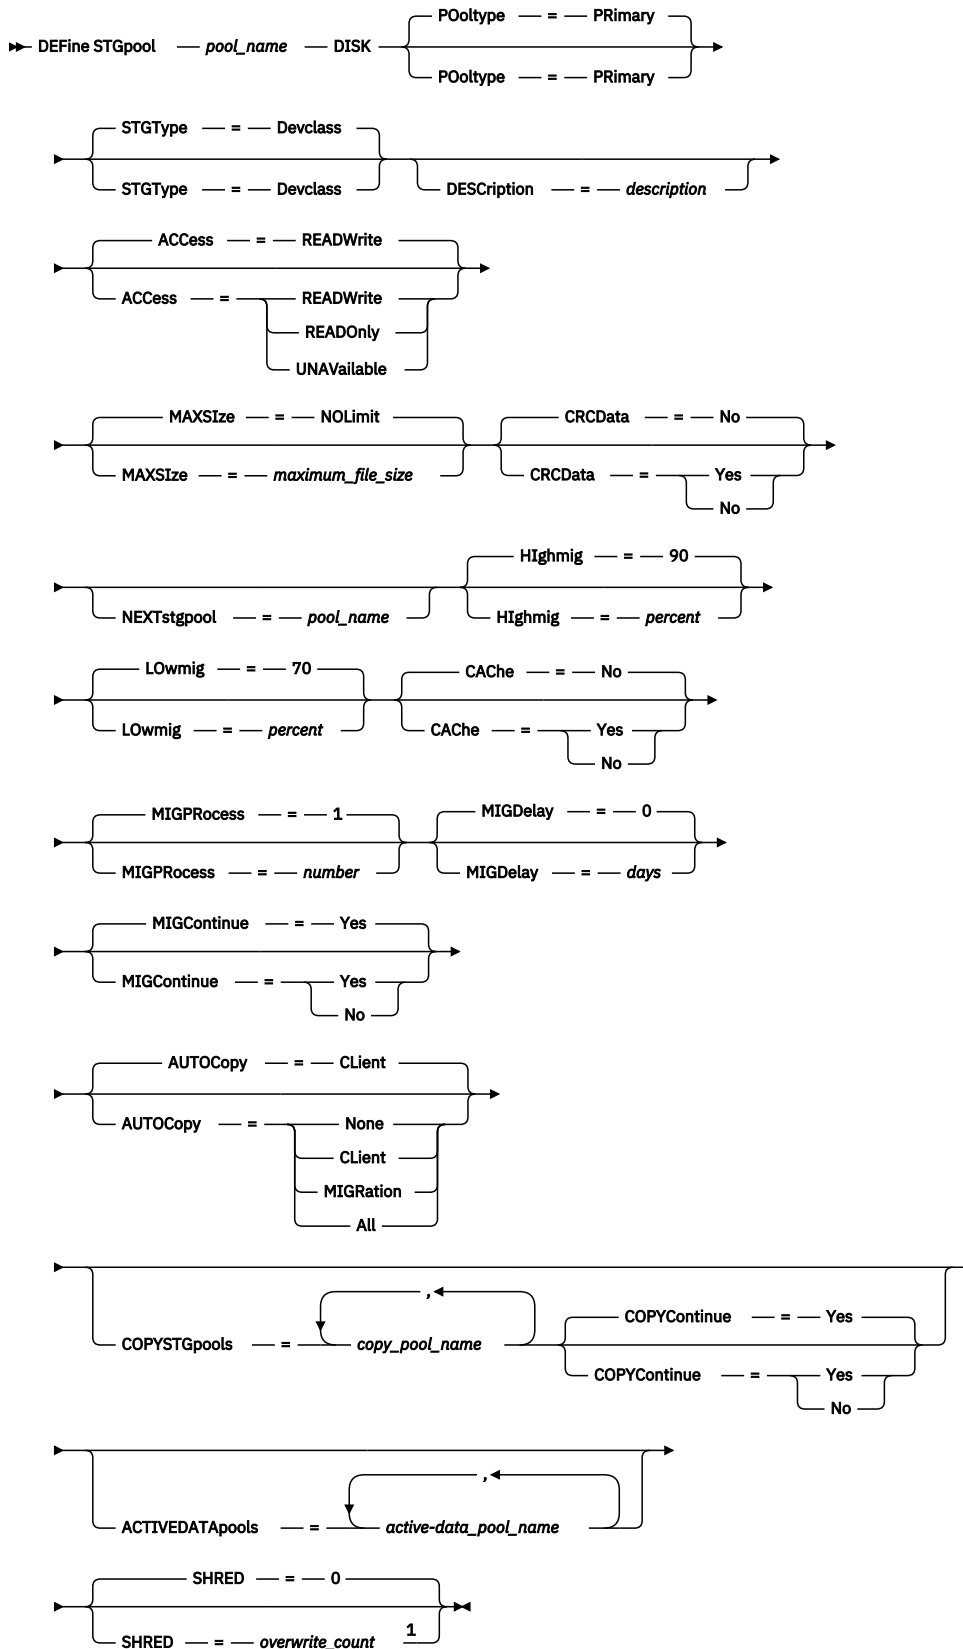 DEFine STGpool pool_name DISK
POoltype = PRimary
POoltype = PRimary
STGType = Devclass
STGType = Devclass
DESCription = description
ACCess = READWrite
ACCess = READWrite
READOnly
UNAVailable
MAXSIze = NOLimit
MAXSIze = maximum_file_size
CRCData = No
CRCData = Yes
No
NEXTstgpool = pool_name
HIghmig = 90
HIghmig = percent
LOwmig = 70
LOwmig = percent
CAChe = No
CAChe = Yes
No
MIGPRocess = 1
MIGPRocess = number
MIGDelay = 0
MIGDelay = days
MIGContinue = Yes
MIGContinue = Yes
No
AUTOCopy = CLient
AUTOCopy = None
CLient
MIGRation
All
COPYSTGpools = 
,
copy_pool_name
COPYContinue = Yes
COPYContinue = Yes
No
ACTIVEDATApools =
,
active-data_pool_name
SHRED = 0
SHRED = overwrite_count 1